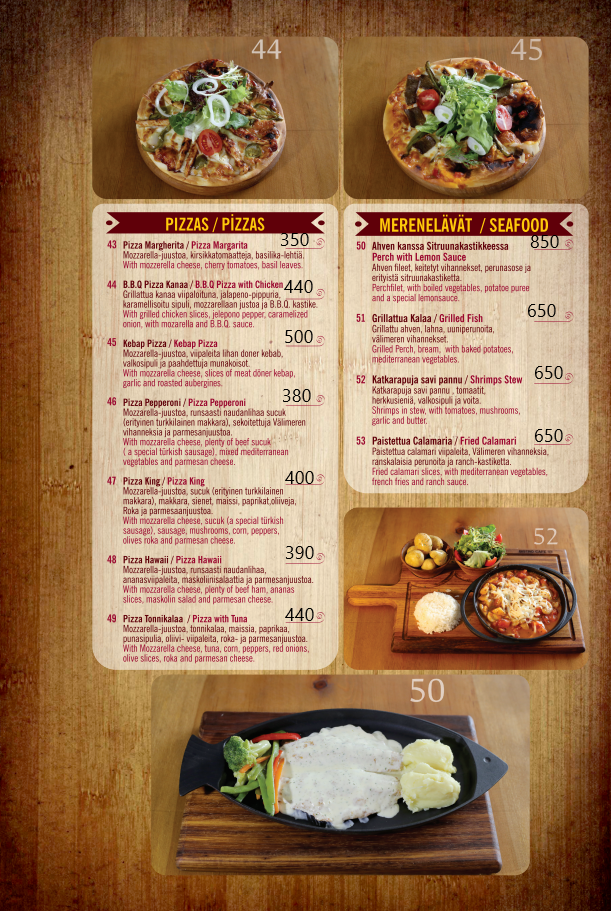 44
45
PIZZAS / PİZZAS
43 Pizza Margherita / Pizza Margarita 350
Mozzarella-juustoa, kirsikkatomaatteja, basilika-lehtiä.
With mozzerella cheese, cherry tomatoes, basil leaves.
44 B.B.Q Pizza Kanaa / B.B.Q Pizza with Chicken 440
Grillattua kanaa viipaloituna, jalapeno-pippuria,
karamellisoitu sipuli, mozzarellaan justoa ja B.B.Q. kastike.
With grilled chicken slices, jelepono pepper, caramelized
onion, with mozarella and B.B.Q. sauce.
45 Kebap Pizza / Kebap Pizza 500
Mozzarella-juustoa, viipaleita lihan doner kebab,
valkosipuli ja paahdettuja munakoisot.
With mozzarella cheese, slices of meat döner kebap,
garlic and roasted aubergines.
46 Pizza Pepperoni / Pizza Pepperoni 380
Mozzarella-juustoa, runsaasti naudanlihaa sucuk
(erityinen turkkilainen makkara), sekoitettuja Välimeren
vihanneksia ja parmesanjuustoa.
With mozzarella cheese, plenty of beef sucuk
( a special türkish sausage), mixed mediterranean
vegetables and parmesan cheese.
47 Pizza King / Pizza King 400
Mozzarella-juustoa, sucuk (erityinen turkkilainen
makkara), makkara, sienet, maissi, paprikat,oliiveja,
Roka ja parmesaanjuustoa.
With mozzarella cheese, sucuk (a special türkish
sausage), sausage, mushrooms, corn, peppers,
olives roka and parmesan cheese.
48 Pizza Hawaii / Pizza Hawaii 390
Mozzarella-juustoa, runsaasti naudanlihaa,
ananasviipaleita, maskoliinisalaattia ja parmesanjuustoa.
With mozzarella cheese, plenty of beef ham, ananas
slices, maskolin salad and parmesan cheese.
49 Pizza Tonnikalaa / Pizza with Tuna 440
Mozzarella-juustoa, tonnikalaa, maissia, paprikaa,
punasipulia, oliivi- viipaleita, roka- ja parmesanjuustoa.
With Mozzarella cheese, tuna, corn, peppers, red onions,
olive slices, roka and parmesan cheese.
MERENELÄVÄT / SEAFOOD
50 Ahven kanssa Sitruunakastikkeessa 850
Perch with Lemon Sauce
Ahven fileet, keitetyt vihannekset, perunasose ja
erityistä sitruunakastiketta.
Perchfilet, with boiled vegetables, potatoe puree
and a special lemonsauce.
51 Grillattua Kalaa / Grilled Fish 650
Grillattu ahven, lahna, uuniperunoita,
välimeren vihannekset.
Grilled Perch, bream, with baked potatoes,
mediterranean vegetables.
52 Katkarapuja savi pannu / Shrimps Stew 650
Katkarapuja savi pannu , tomaatit,
herkkusieniä, valkosipuli ja voita.
Shrimps in stew, with tomatoes, mushrooms,
garlic and butter.
53 Paistettua Calamaria / Fried Calamari 650
Paistettua calamari viipaleita, Välimeren vihanneksia,
ranskalaisia perunoita ja ranch-kastiketta.
Fried calamari slices, with mediterranean vegetables,
french fries and ranch sauce.
52
50